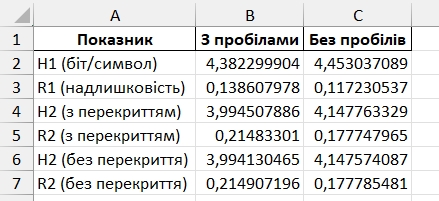 A B C
1 Показник З пробілами Без пробілів
2 H1 (біт/символ) 4,382299904 4,453037089
3 R1 (надлишковість) 0,138607978 0,117230537
4 H2 (з перекриттям) 3,994507886 4,147763329
5 R2 (з перекриттям) 0,21483301 0,177747965
6 H2 (без перекриття) 3,994130465 4,147574087
7 R2 (без перекриття) 0,214907196 0,177785481